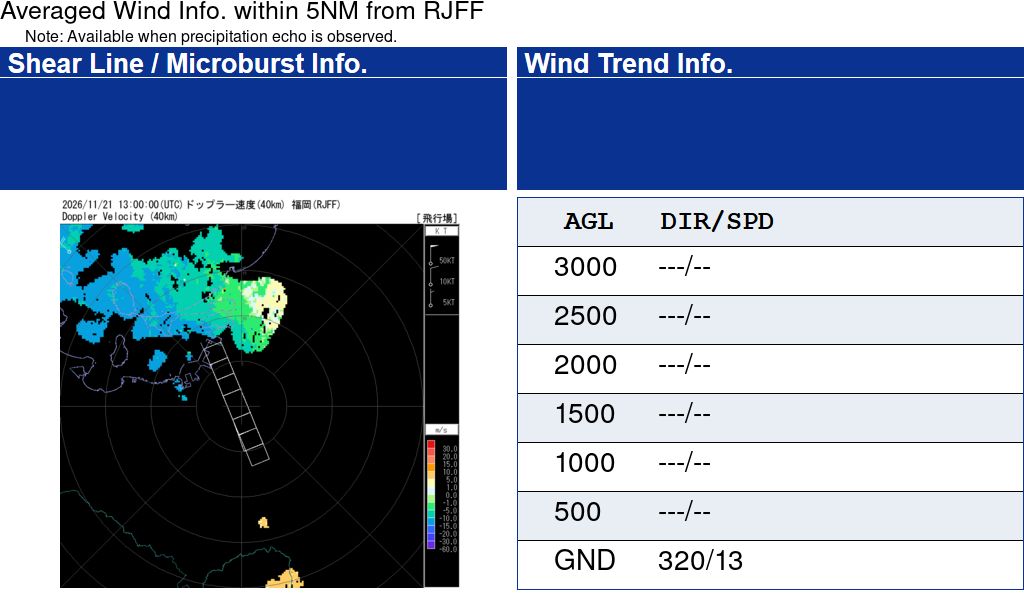 Averaged Wind Info. within 5NM from RJFF
Note: Available when precipitation echo is observed.
Shear Line / Microburst Info.
Wind Trend Info.
2026/11/21 13:00:00(UTC) ドップラー速度(40km) 福岡(RJFF)
Doppler Velocity (40km)
[飛行場]
K T
50KT
10KT
5KT
m/s
30.0
20.0
15.0
10.0
5.0
1.0
0.0
-1.0
-5.0
-10.0
-15.0
-20.0
-30.0
-60.0
AGL DIR/SPD
3000 ---/--
2500 ---/--
2000 ---/--
1500 ---/--
1000 ---/--
500 ---/--
GND 320/13